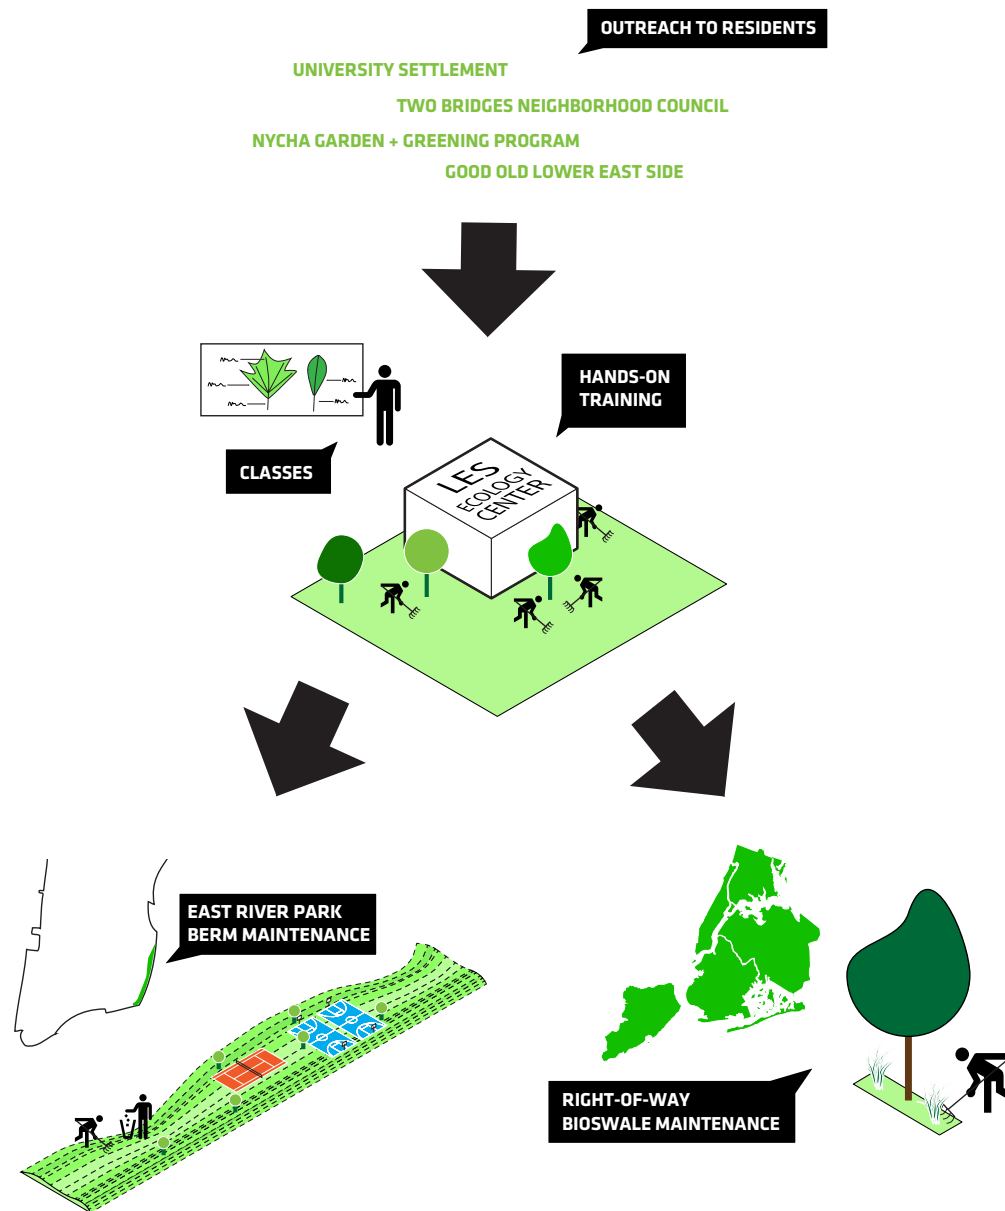 OUTREACH TO RESIDENTS
UNIVERSITY SETTLEMENT
TWO BRIDGES NEIGHBORHOOD COUNCIL
NYCHA GARDEN + GREENING PROGRAM
GOOD OLD LOWER EAST SIDE
HANDS-ON
TRAINING
CLASSES
LES
ECOLOGY
CENTER
EAST RIVER PARK
BERM MAINTENANCE
RIGHT-OF-WAY
BIOSWALE MAINTENANCE